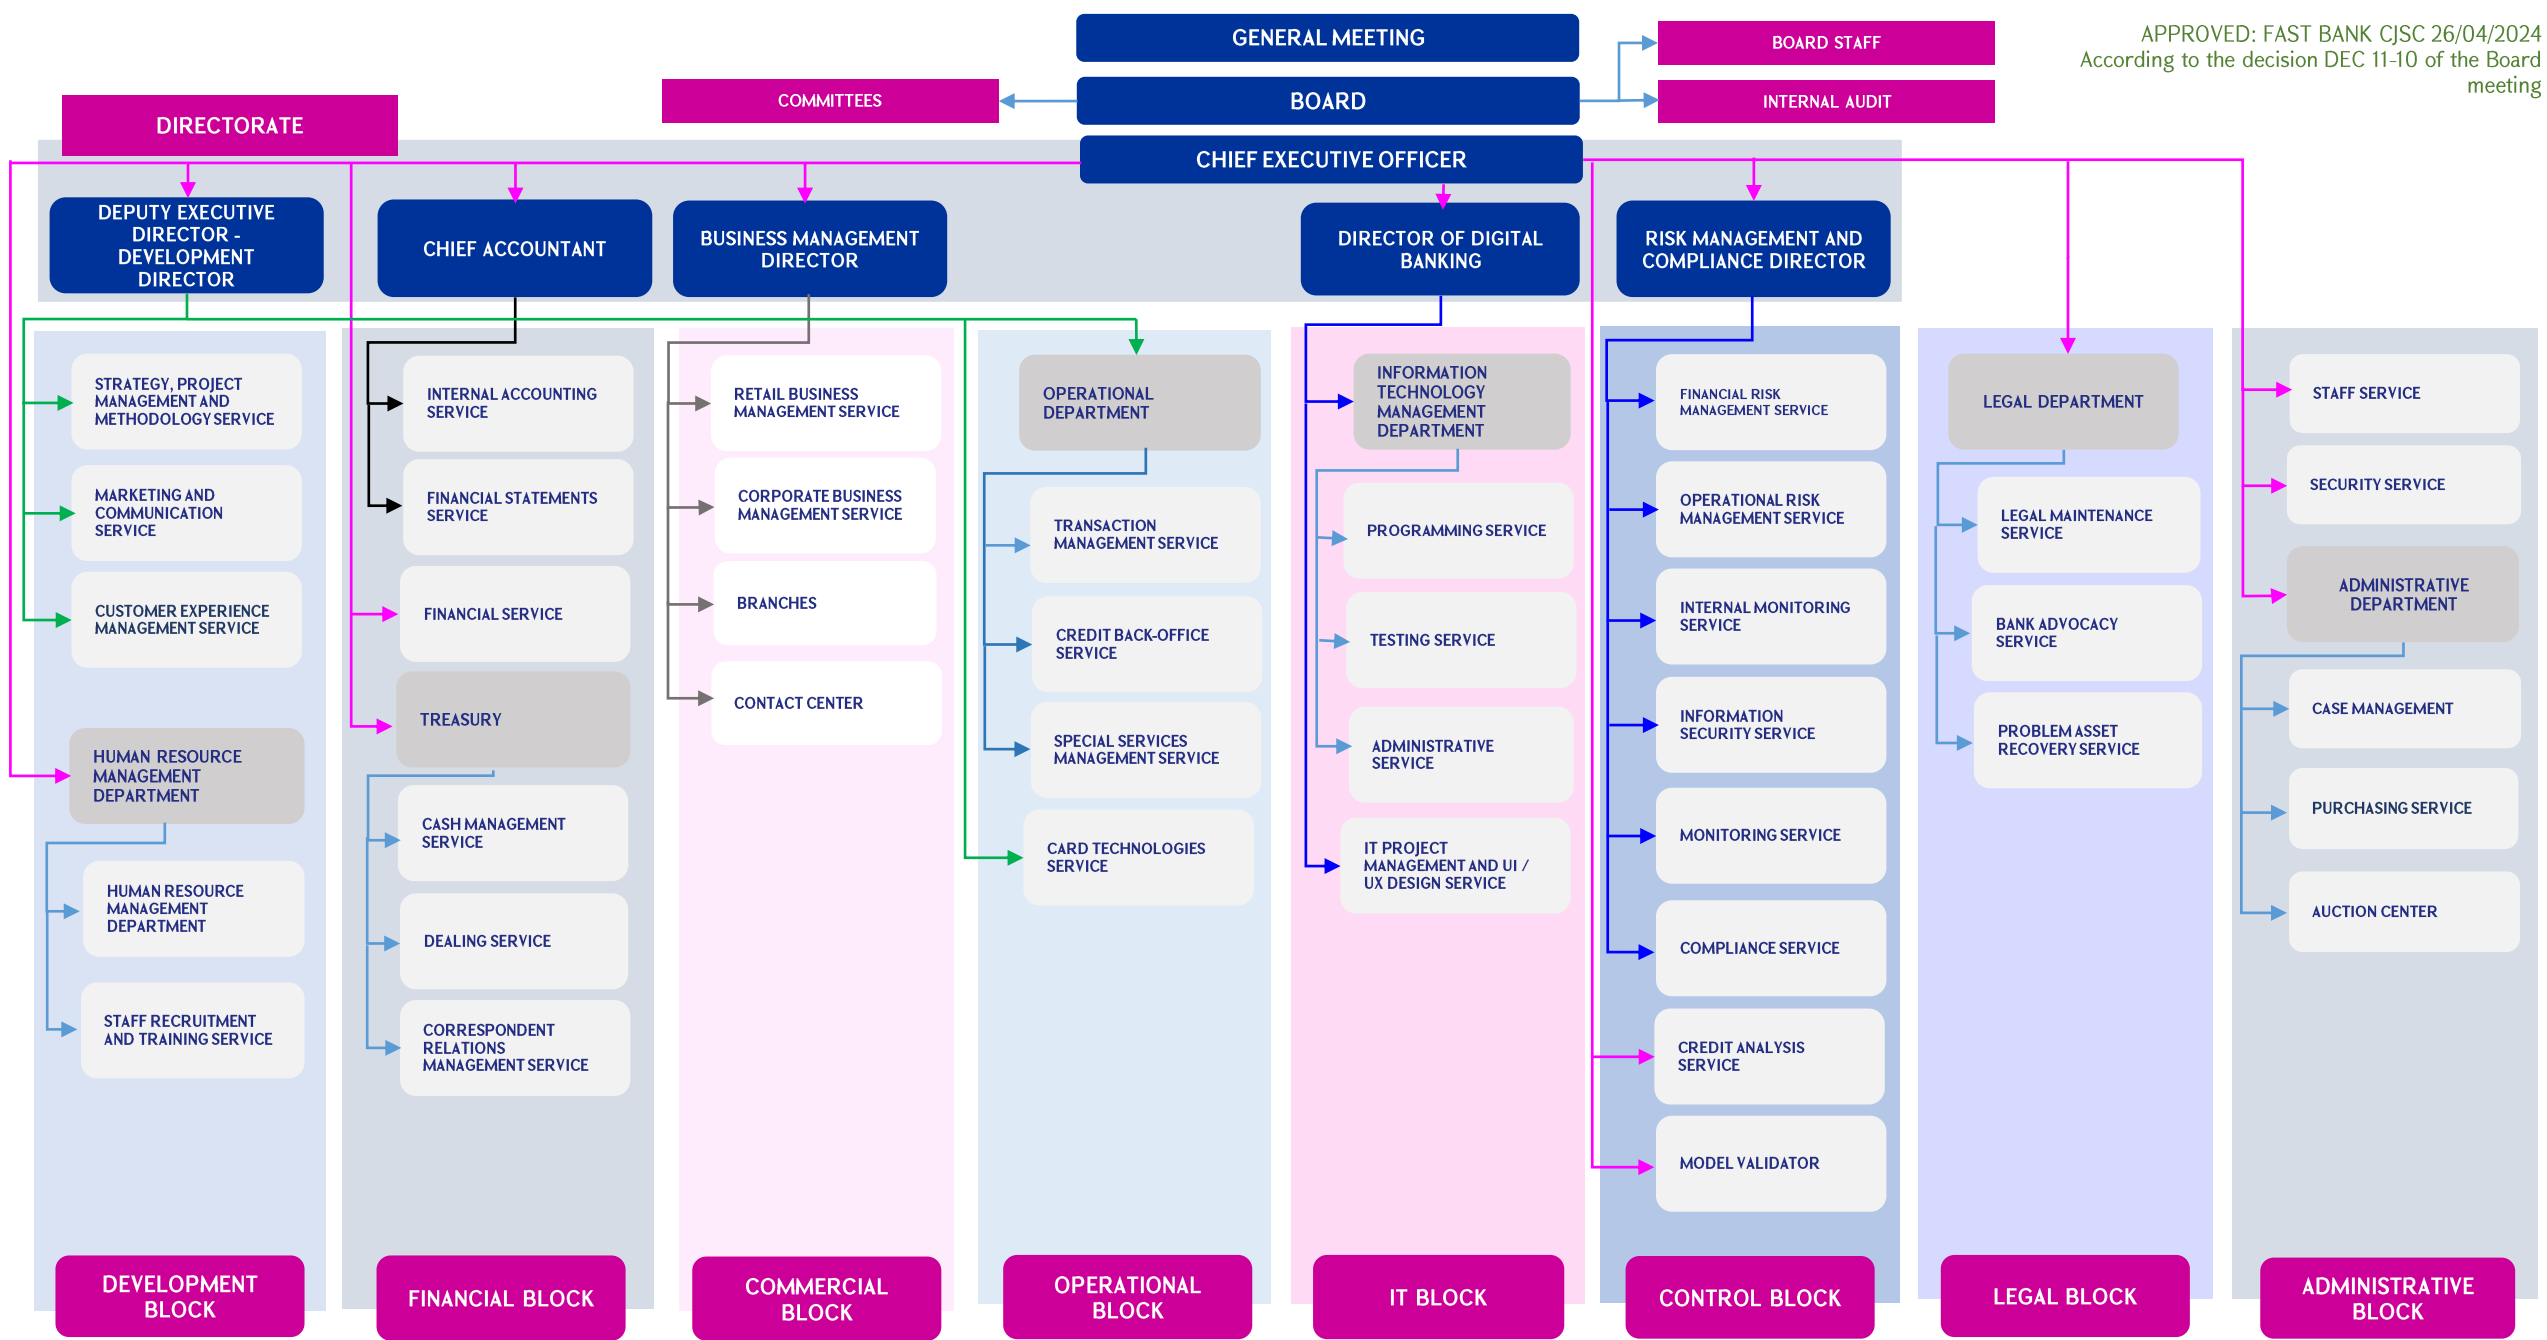 GENERAL MEETING
BOARD STAFF
APPROVED: FAST BANK CJSC 26/04/2024
According to the decision DEC 11-10 of the Board
meeting
COMMITTEES
BOARD
INTERNAL AUDIT
DIRECTORATE
CHIEF EXECUTIVE OFFICER
DEPUTY EXECUTIVE
DIRECTOR -
DEVELOPMENT
DIRECTOR
CHIEF ACCOUNTANT
BUSINESS MANAGEMENT
DIRECTOR
DIRECTOR OF DIGITAL
BANKING
RISK MANAGEMENT AND
COMPLIANCE DIRECTOR
STRATEGY, PROJECT
MANAGEMENT AND
METHODOLOGY SERVICE
MARKETING AND
COMMUNICATION
SERVICE
CUSTOMER EXPERIENCE
MANAGEMENT SERVICE
HUMAN RESOURCE
MANAGEMENT
DEPARTMENT
HUMAN RESOURCE
MANAGEMENT
DEPARTMENT
STAFF RECRUITMENT
AND TRAINING SERVICE
DEVELOPMENT
BLOCK
INTERNAL ACCOUNTING
SERVICE
FINANCIAL STATEMENTS
SERVICE
FINANCIAL SERVICE
TREASURY
CASH MANAGEMENT
SERVICE
DEALING SERVICE
CORRESPONDENT
RELATIONS
MANAGEMENT SERVICE
FINANCIAL BLOCK
RETAIL BUSINESS
MANAGEMENT SERVICE
CORPORATE BUSINESS
MANAGEMENT SERVICE
BRANCHES
CONTACT CENTER
COMMERCIAL
BLOCK
OPERATIONAL
DEPARTMENT
TRANSACTION
MANAGEMENT SERVICE
CREDIT BACK-OFFICE
SERVICE
SPECIAL SERVICES
MANAGEMENT SERVICE
CARD TECHNOLOGIES
SERVICE
OPERATIONAL
BLOCK
INFORMATION
TECHNOLOGY
MANAGEMENT
DEPARTMENT
PROGRAMMING SERVICE
TESTING SERVICE
ADMINISTRATIVE
SERVICE
IT PROJECT
MANAGEMENT AND UI /
UX DESIGN SERVICE
IT BLOCK
FINANCIAL RISK
MANAGEMENT SERVICE
OPERATIONAL RISK
MANAGEMENT SERVICE
INTERNAL MONITORING
SERVICE
INFORMATION
SECURITY SERVICE
MONITORING SERVICE
COMPLIANCE SERVICE
CREDIT ANALYSIS
SERVICE
MODEL VALIDATOR
CONTROL BLOCK
LEGAL DEPARTMENT
LEGAL MAINTENANCE
SERVICE
BANK ADVOCACY
SERVICE
PROBLEM ASSET
RECOVERY SERVICE
LEGAL BLOCK
STAFF SERVICE
SECURITY SERVICE
ADMINISTRATIVE
DEPARTMENT
CASE MANAGEMENT
PURCHASING SERVICE
AUCTION CENTER
ADMINISTRATIVE
BLOCK